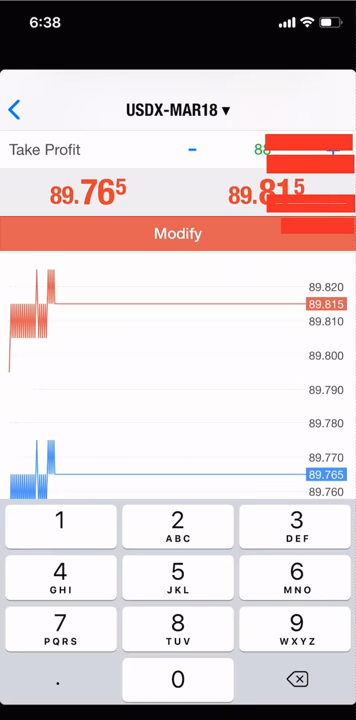 6:38
USDX-MAR18 ▾
Take Profit - 88 +
89.765 89.815
Modify
89.820
89.815
89.810
89.800
89.790
89.780
89.770
89.765
89.760
1 2 3
ABC DEF
4 5 6
GHI JKL MNO
7 8 9
PQRS TUV WXYZ
. 0